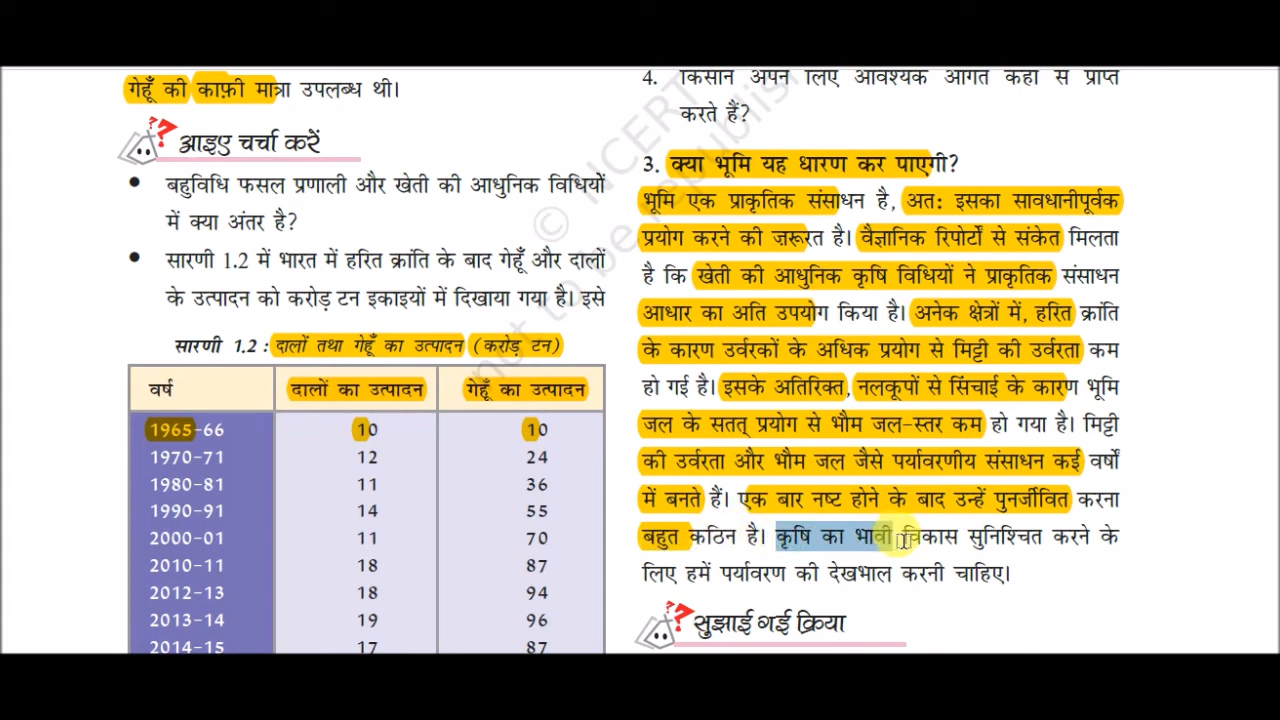 गेहूँ की काफ़ी मात्रा उपलब्ध थी।
आइए चर्चा करें
• बहुविधि फसल प्रणाली और खेती की आधुनिक विधियों
में क्या अंतर है?
• सारणी 1.2 में भारत में हरित क्रांति के बाद गेहूँ और दालों
के उत्पादन को करोड़ टन इकाइयों में दिखाया गया है। इसे
सारणी 1.2 : दालों तथा गेहूँ का उत्पादन (करोड़ टन)
वर्ष दालों का उत्पादन गेहूँ का उत्पादन
1965-66 10 10
1970-71 12 24
1980-81 11 36
1990-91 14 55
2000-01 11 70
2010-11 18 87
2012-13 18 94
2013-14 19 96
2014-15 17 87
4. किसान अपने लिए आवश्यक आगत कहाँ से प्राप्त
करते हैं?
3. क्या भूमि यह धारण कर पाएगी?
भूमि एक प्राकृतिक संसाधन है, अत: इसका सावधानीपूर्वक
प्रयोग करने की जरूरत है। वैज्ञानिक रिपोर्टों से संकेत मिलता
है कि खेती की आधुनिक कृषि विधियों ने प्राकृतिक संसाधन
आधार का अति उपयोग किया है। अनेक क्षेत्रों में, हरित क्रांति
के कारण उर्वरकों के अधिक प्रयोग से मिट्टी की उर्वरता कम
हो गई है। इसके अतिरिक्त, नलकूपों से सिंचाई के कारण भूमि
जल के सतत् प्रयोग से भौम जल-स्तर कम हो गया है। मिट्टी
की उर्वरता और भौम जल जैसे पर्यावरणीय संसाधन कई वर्षों
में बनते हैं। एक बार नष्ट होने के बाद उन्हें पुनर्जीवित करना
बहुत कठिन है। कृषि का भावी विकास सुनिश्चित करने के
लिए हमें पर्यावरण की देखभाल करनी चाहिए।
सुझाई गई क्रिया
© NCERT
not to be republish